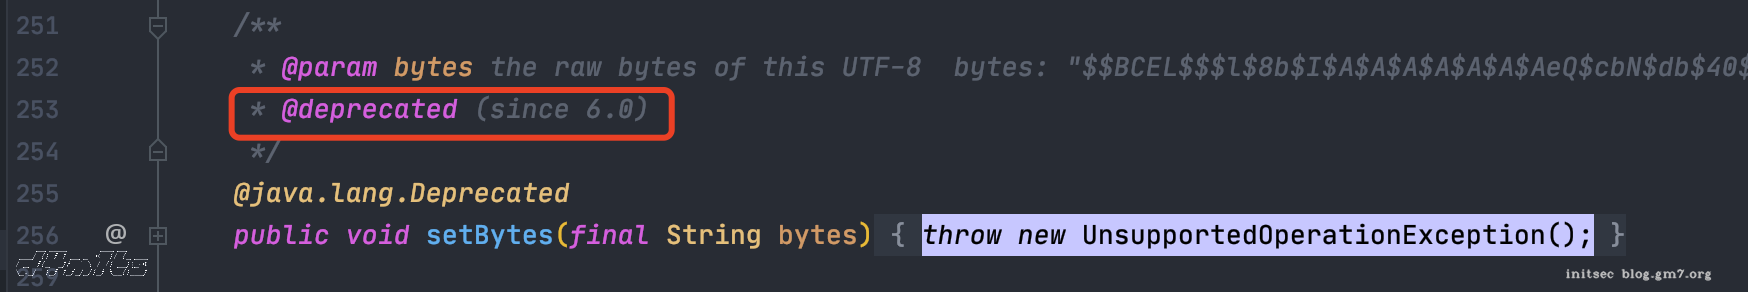 251 /**
252 * @param bytes the raw bytes of this UTF-8 bytes: "$$BCEL$$$l$8b$I$A$A$A$A$A$A$AeQ$cbN$db$40$
253 * @deprecated (since 6.0)
254 */
255 @java.lang.Deprecated
256 @ public void setBytes(final String bytes) { throw new UnsupportedOperationException(); }
259
initsec blog.gm7.org